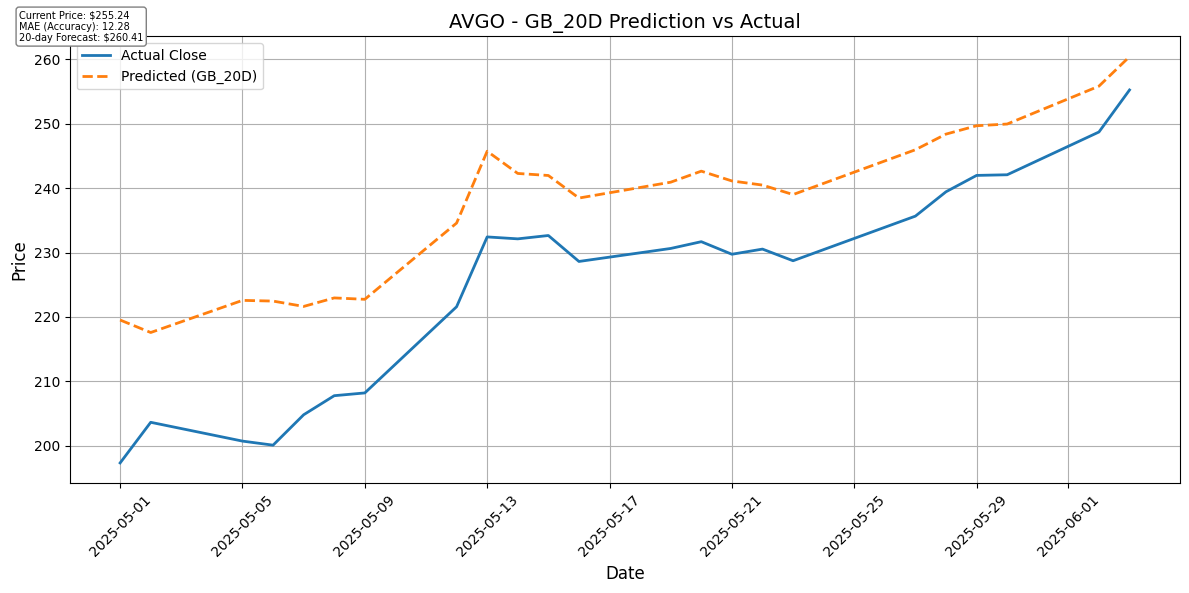 AVGO - GB_20D Prediction vs Actual
Current Price: $255.24
MAE (Accuracy): 12.28
20-day Forecast: $260.41
Actual Close
Predicted (GB_20D)
Price
260
250
240
230
220
210
200
2025-05-01
2025-05-05
2025-05-09
2025-05-13
2025-05-17
2025-05-21
2025-05-25
2025-05-29
2025-06-01
Date